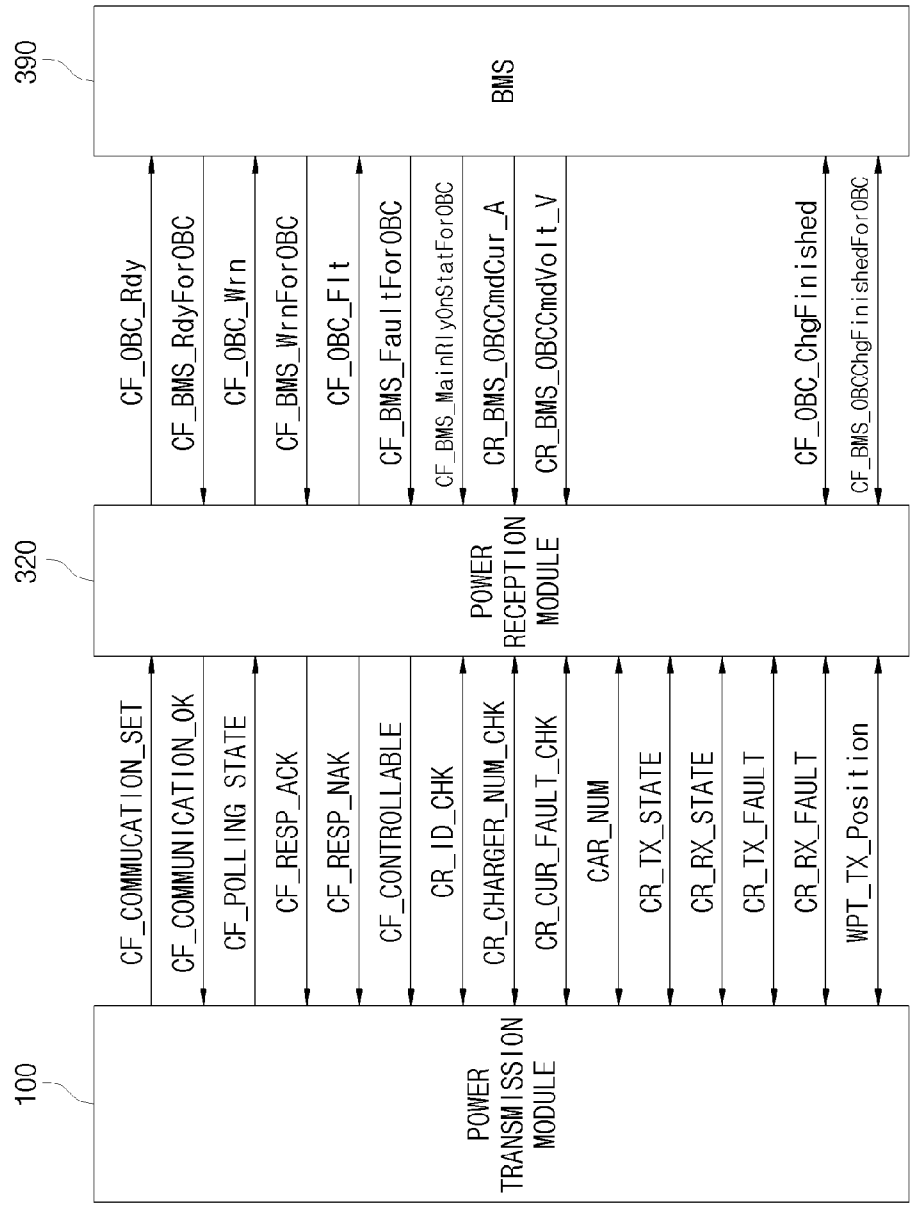 100
320
390
POWER
TRANSMISSION
MODULE
CF_COMMUCATION_SET
CF_COMMUNICATION_OK
CF_POLLING STATE
CF_RESP_ACK
CF_RESP_NAK
CF_CONTROLLABLE
CR_ID_CHK
CR_CHARGER_NUM_CHK
CR_CUR_FAULT_CHK
CAR_NUM
CR_TX_STATE
CR_RX_STATE
CR_TX_FAULT
CR_RX_FAULT
WPT_TX_Position
POWER
RECEPTION
MODULE
CF_OBC_Rdy
CF_BMS_RdyForOBC
CF_OBC_Wrn
CF_BMS_WrnForOBC
CF_OBC_Flt
CF_BMS_FaultForOBC
CF_BMS_MainRlyOnStatForOBC
CR_BMS_OBCCmdCur_A
CR_BMS_OBCCmdVolt_V
CF_OBC_ChgFinished
CF_BMS_OBCChgFinishedForOBC
BMS